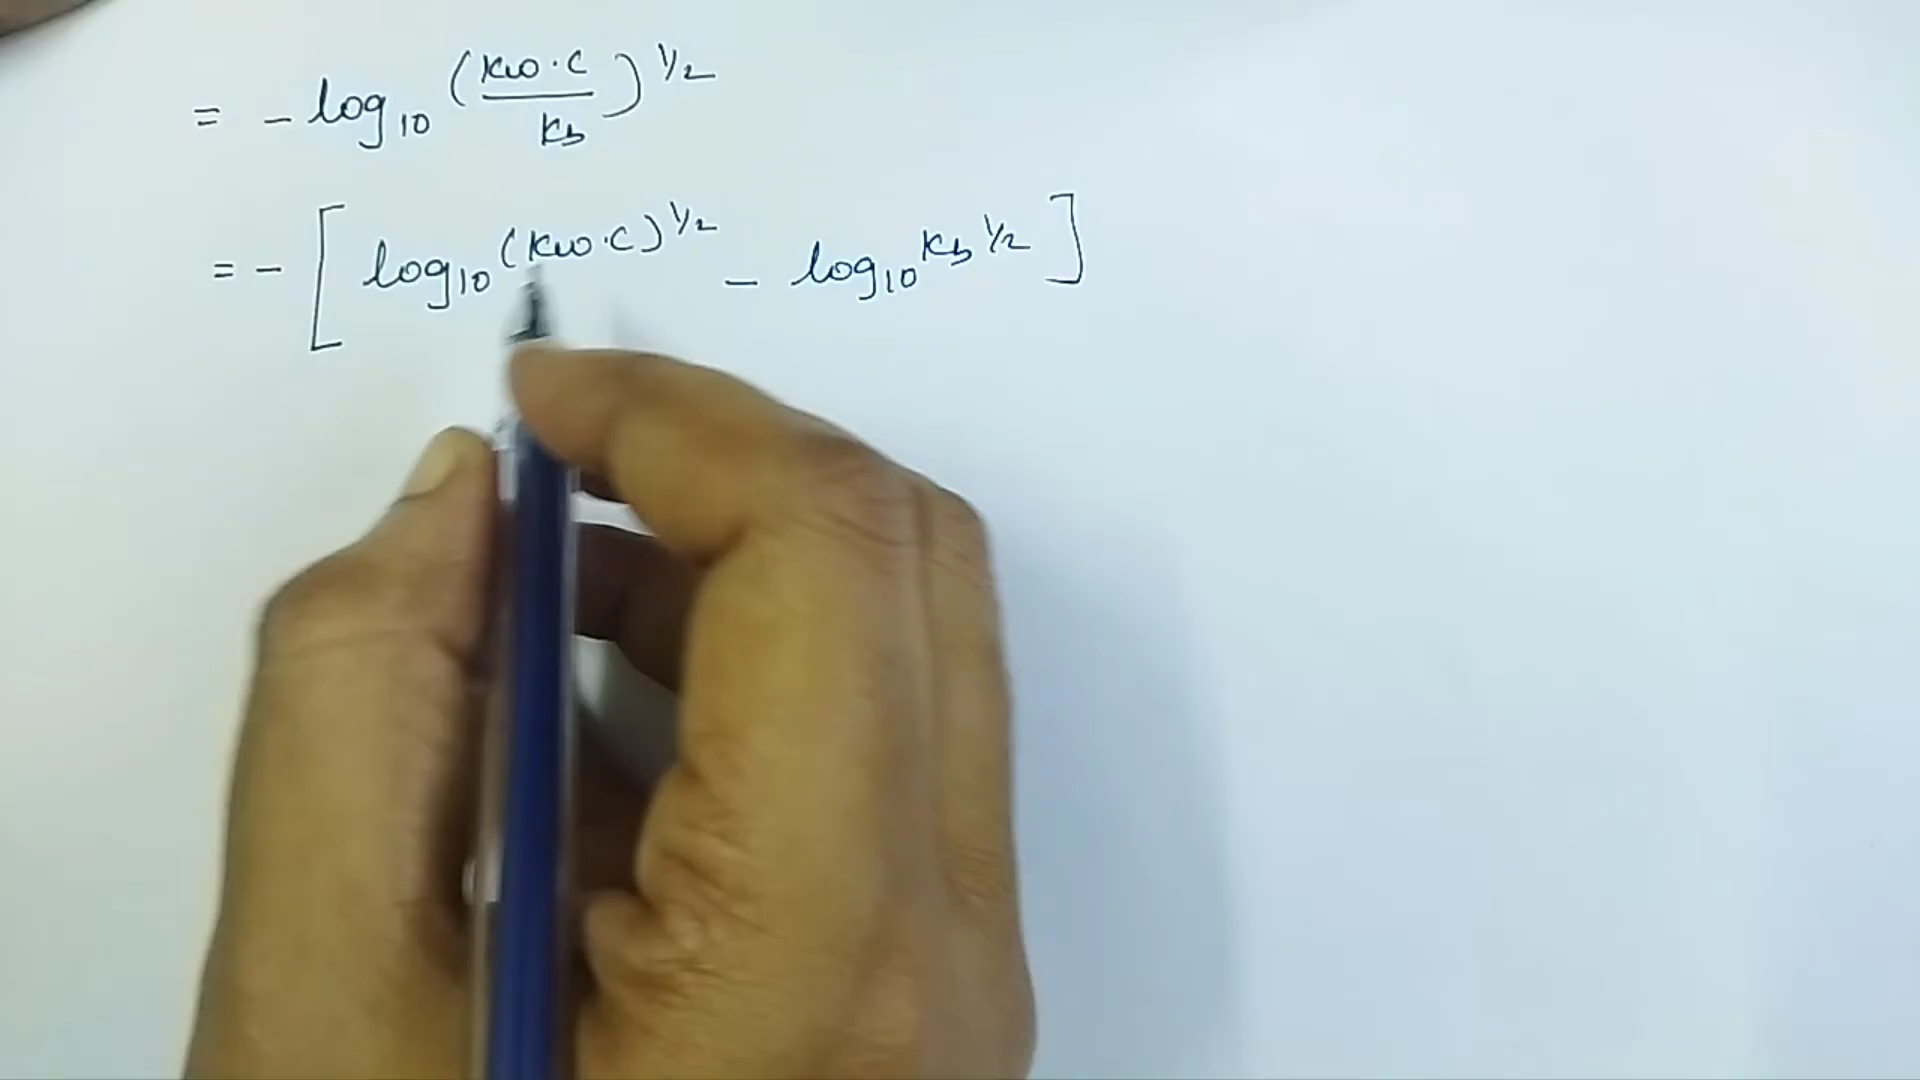 = - log₁₀ (Kw·C / Kb)^1/2
= - [ log₁₀ (Kw·C)^1/2 - log₁₀ Kb^1/2 ]